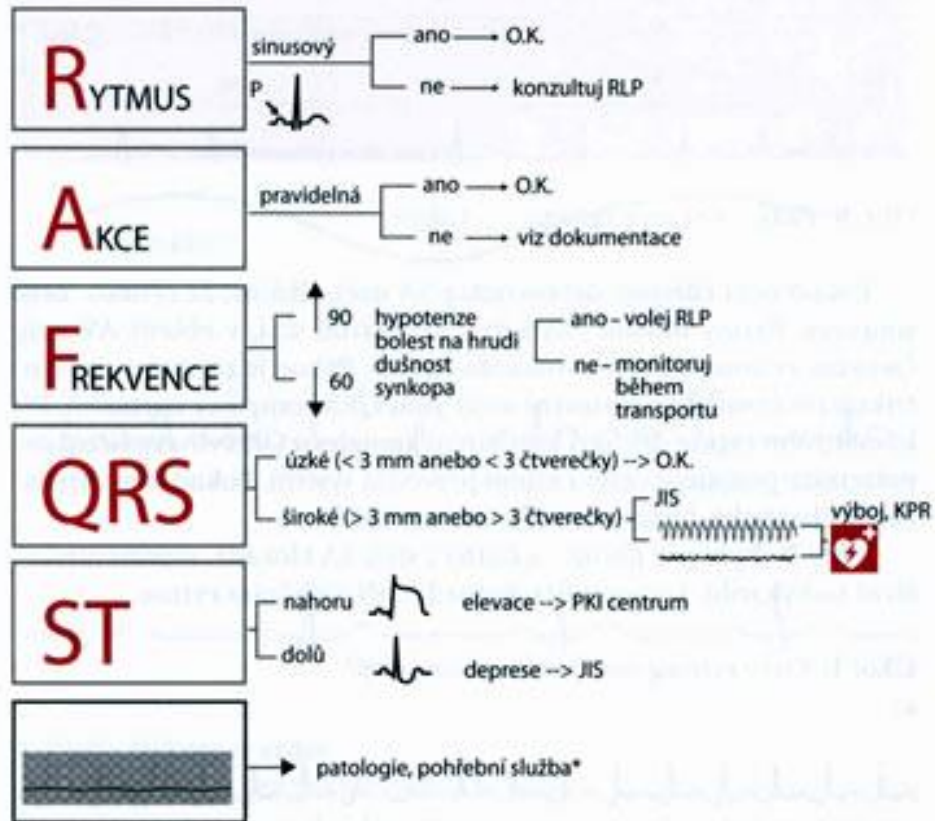 RYTMUS
sinusový
P
ano → O.K.
ne → konzultuj RLP
AKCE
pravidelná
ano → O.K.
ne → viz dokumentace
FREKVENCE
90
60
hypotenze
bolest na hrudi
dušnost
synkopa
ano - volej RLP
ne - monitoruj
během
transportu
QRS
úzké (< 3 mm anebo < 3 čtverečky) --> O.K.
široké (> 3 mm anebo > 3 čtverečky)
JIS
výboj, KPR
ST
nahoru
elevace --> PKI centrum
dolů
deprese --> JIS
patologie, pohřební služba*